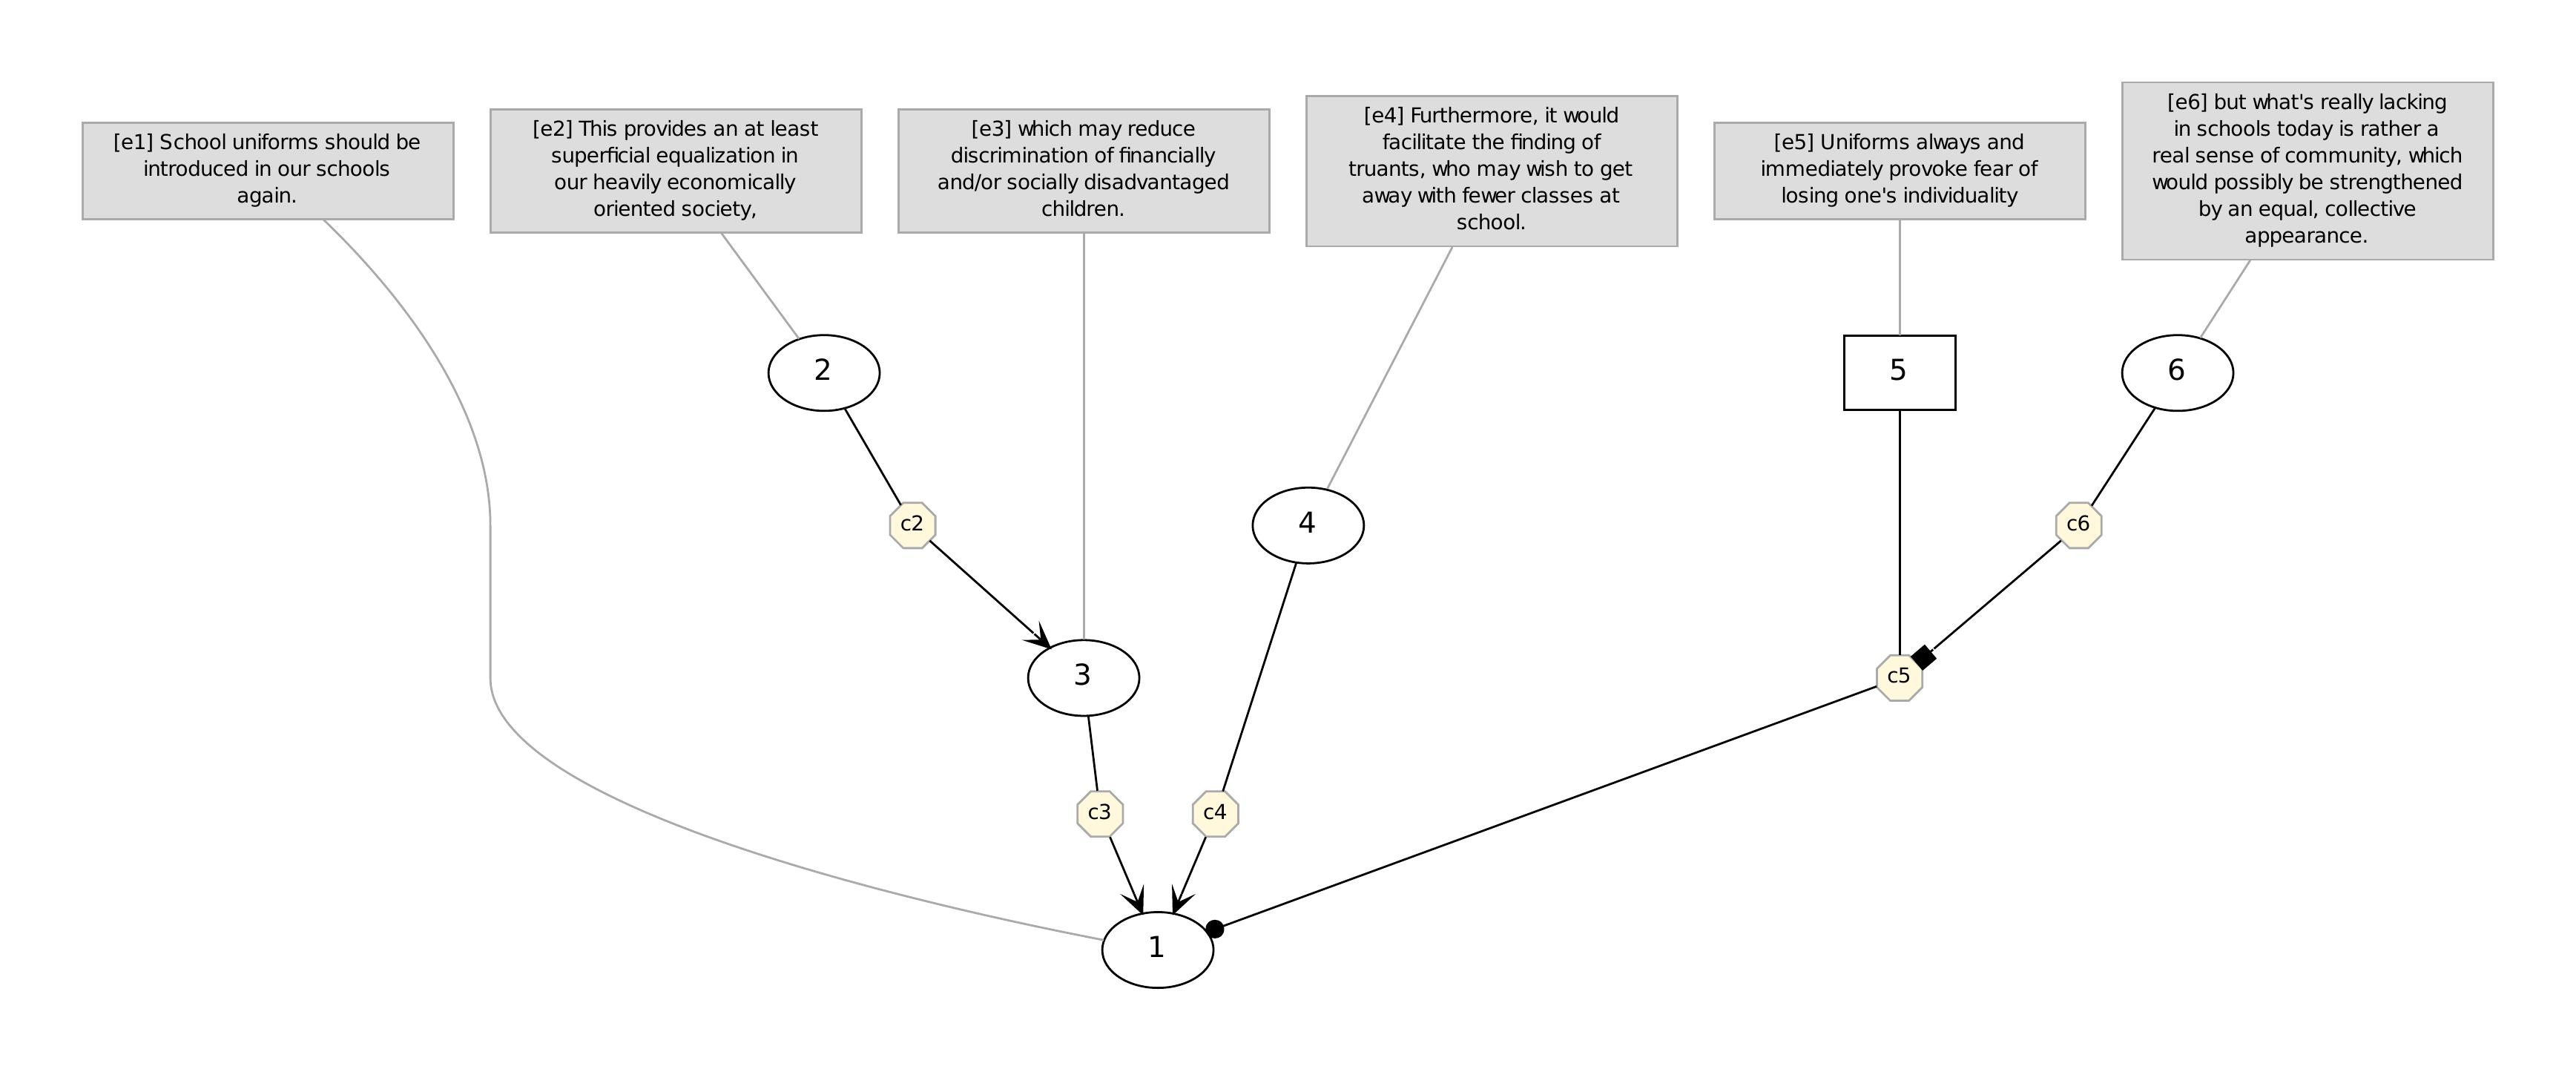 [e1] School uniforms should be
introduced in our schools
again.
[e2] This provides an at least
superficial equalization in
our heavily economically
oriented society,
[e3] which may reduce
discrimination of financially
and/or socially disadvantaged
children.
[e4] Furthermore, it would
facilitate the finding of
truants, who may wish to get
away with fewer classes at
school.
[e5] Uniforms always and
immediately provoke fear of
losing one's individuality
[e6] but what's really lacking
in schools today is rather a
real sense of community, which
would possibly be strengthened
by an equal, collective
appearance.
2
5
6
c2
4
c6
3
c5
c3
c4
1